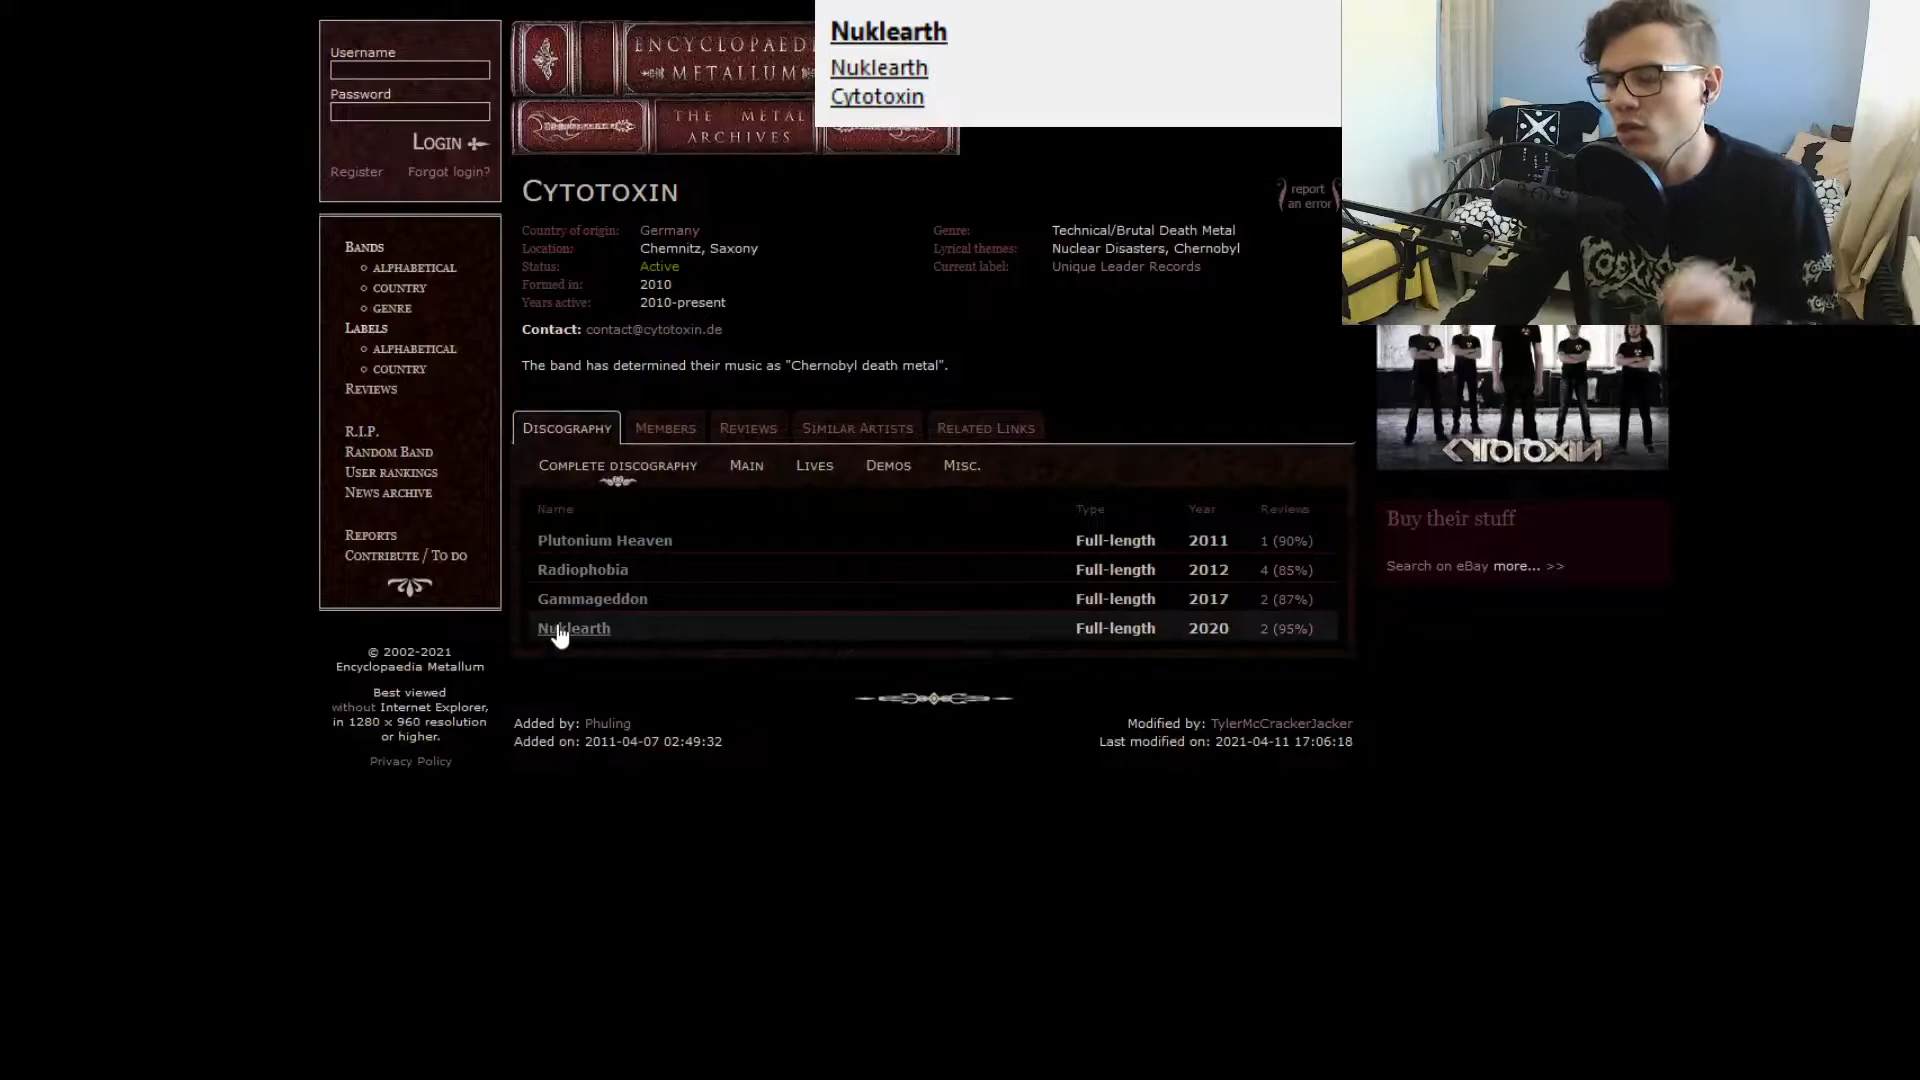 Username
Password
LOGIN
Register Forgot login?
BANDS
ALPHABETICAL
COUNTRY
GENRE
LABELS
ALPHABETICAL
COUNTRY
REVIEWS
R.I.P.
RANDOM BAND
USER RANKINGS
NEWS ARCHIVE
REPORTS
CONTRIBUTE / TO DO
© 2002-2021
Encyclopaedia Metallum
Best viewed
without Internet Explorer,
in 1280 x 960 resolution
or higher.
Privacy Policy
ENCYCLOPAED
METALLUM
THE METAL
ARCHIVES
Nuklearth
Nuklearth
Cytotoxin
CYTOTOXIN
report
an error
Country of origin: Germany
Location: Chemnitz, Saxony
Status: Active
Formed in: 2010
Years active: 2010-present
Genre: Technical/Brutal Death Metal
Lyrical themes: Nuclear Disasters, Chernobyl
Current label: Unique Leader Records
Contact: contact@cytotoxin.de
The band has determined their music as "Chernobyl death metal".
DISCOGRAPHY MEMBERS REVIEWS SIMILAR ARTISTS RELATED LINKS
COMPLETE DISCOGRAPHY MAIN LIVES DEMOS MISC.
Name Type Year Reviews
Plutonium Heaven Full-length 2011 1 (90%)
Radiophobia Full-length 2012 4 (85%)
Gammageddon Full-length 2017 2 (87%)
Nuklearth Full-length 2020 2 (95%)
Added by: Phuling
Added on: 2011-04-07 02:49:32
Modified by: TylerMcCrackerJacker
Last modified on: 2021-04-11 17:06:18
CYTOTOXIN
Buy their stuff
Search on eBay more... >>